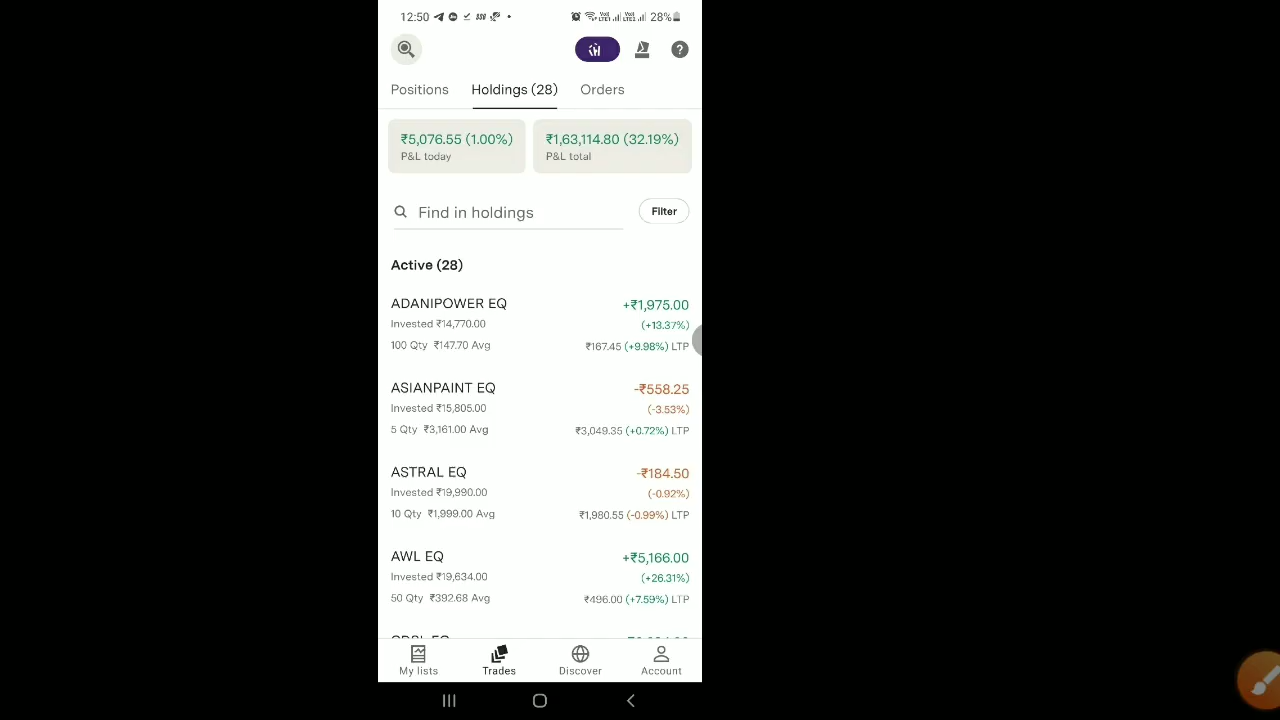 12:50
28%
Positions Holdings (28) Orders
₹5,076.55 (1.00%) ₹1,63,114.80 (32.19%)
P&L today P&L total
Find in holdings Filter
Active (28)
ADANIPOWER EQ +₹1,975.00
Invested ₹14,770.00 (+13.37%)
100 Qty ₹147.70 Avg ₹167.45 (+9.98%) LTP
ASIANPAINT EQ -₹558.25
Invested ₹15,805.00 (-3.53%)
5 Qty ₹3,161.00 Avg ₹3,049.35 (+0.72%) LTP
ASTRAL EQ -₹184.50
Invested ₹19,990.00 (-0.92%)
10 Qty ₹1,999.00 Avg ₹1,980.55 (-0.99%) LTP
AWL EQ +₹5,166.00
Invested ₹19,634.00 (+26.31%)
50 Qty ₹392.68 Avg ₹496.00 (+7.59%) LTP
My lists Trades Discover Account